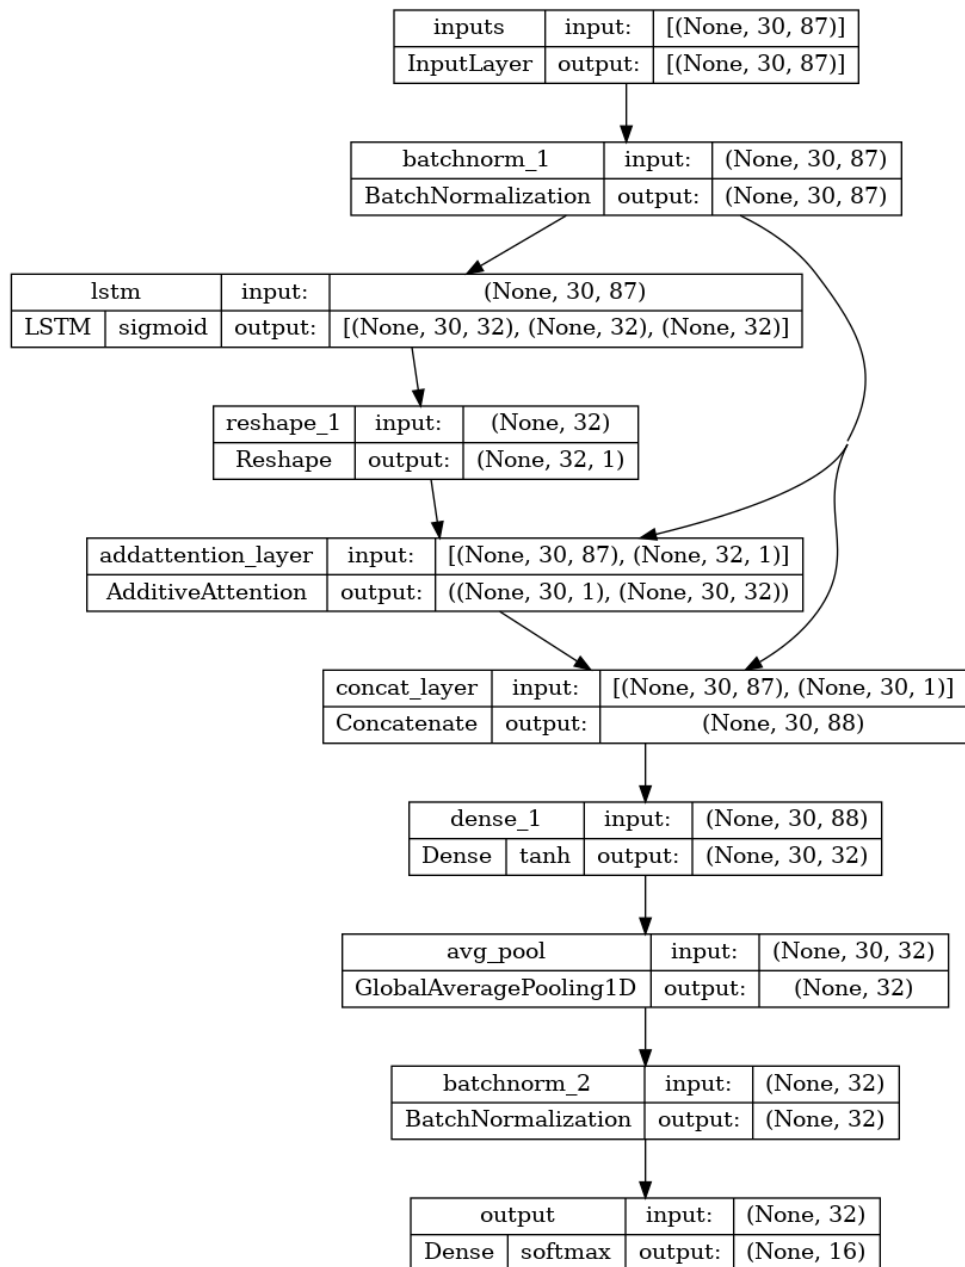 inputs input: [(None, 30, 87)]
InputLayer output: [(None, 30, 87)]
batchnorm_1 input: (None, 30, 87)
BatchNormalization output: (None, 30, 87)
lstm input: (None, 30, 87)
LSTM sigmoid output: [(None, 30, 32), (None, 32), (None, 32)]
reshape_1 input: (None, 32)
Reshape output: (None, 32, 1)
addattention_layer input: [(None, 30, 87), (None, 32, 1)]
AdditiveAttention output: ((None, 30, 1), (None, 30, 32))
concat_layer input: [(None, 30, 87), (None, 30, 1)]
Concatenate output: (None, 30, 88)
dense_1 input: (None, 30, 88)
Dense tanh output: (None, 30, 32)
avg_pool input: (None, 30, 32)
GlobalAveragePooling1D output: (None, 32)
batchnorm_2 input: (None, 32)
BatchNormalization output: (None, 32)
output input: (None, 32)
Dense softmax output: (None, 16)